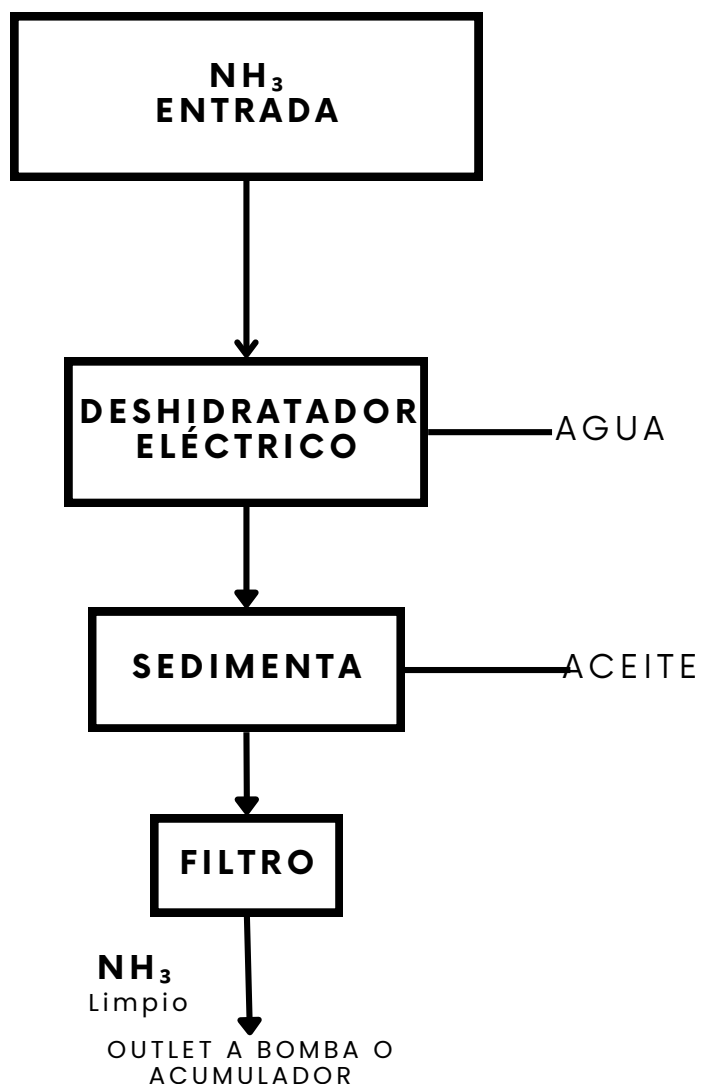 NH₃
ENTRADA
DESHIDRATADOR
ELÉCTRICO
AGUA
SEDIMENTA
ACEITE
FILTRO
NH₃
Limpio
OUTLET A BOMBA O
ACUMULADOR